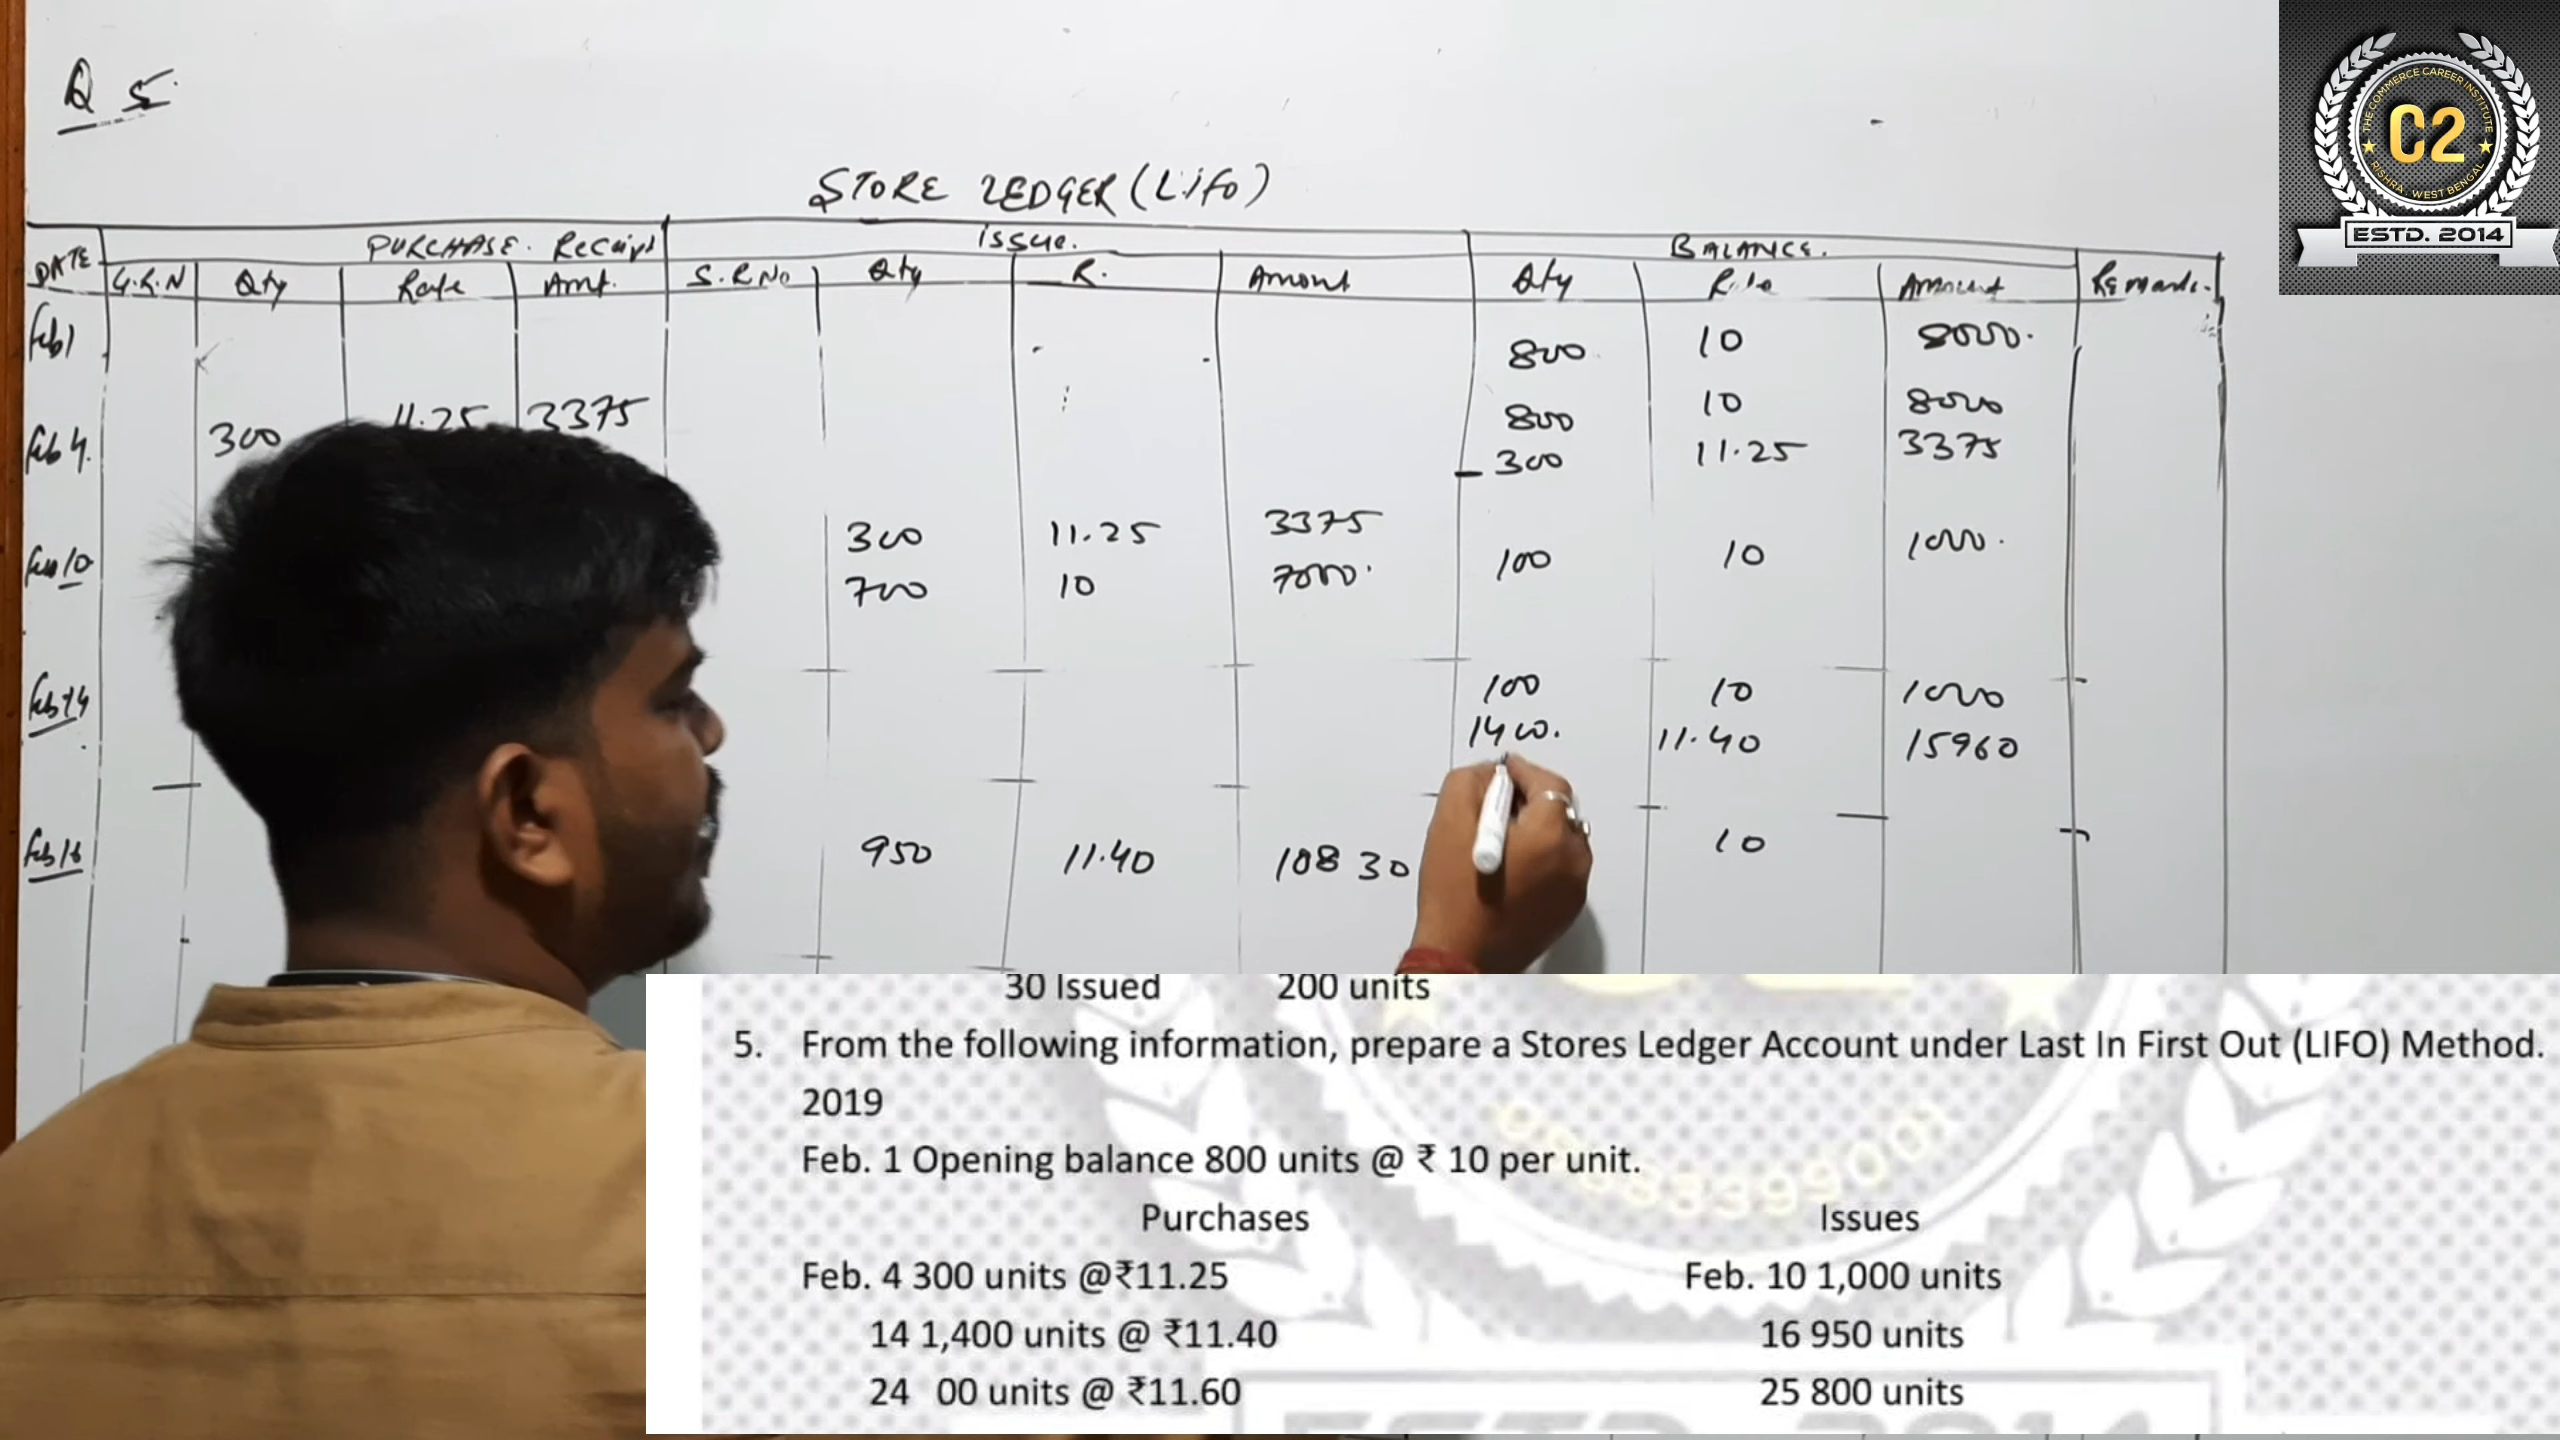 Q 5.
STORE LEDGER (LIFO)
DATE PURCHASE. Receipt Issue. BALANCE.
G.R.N Qty Rate Amt. S.R No Qty R. Amount Qty Rate Amount Remark.
Feb 1 800 10 8000.
Feb 4. 300 11.25 3375 800 10 8000
300 11.25 3375
Feb 10 300 11.25 3375 100 10 1000.
700 10 7000.
Feb 14 100 10 1000
1400. 11.40 15960
Feb 16 950 11.40 10830 10
THE COMMERCE CAREER INSTITUTE
C2
RISHRA, WEST BENGAL
ESTD. 2014
30 Issued 200 units
5. From the following information, prepare a Stores Ledger Account under Last In First Out (LIFO) Method.
2019
Feb. 1 Opening balance 800 units @ ₹ 10 per unit.
Purchases Issues
Feb. 4 300 units @₹11.25 Feb. 10 1,000 units
14 1,400 units @ ₹11.40 16 950 units
24 00 units @ ₹11.60 25 800 units